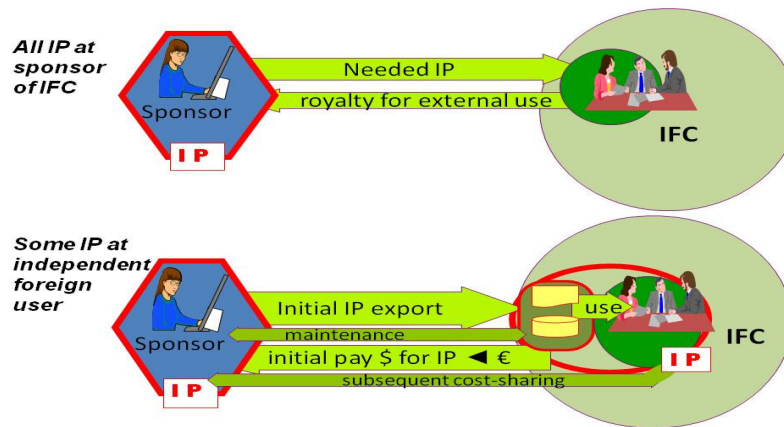 All IP at
sponsor
of IFC
Needed IP
royalty for external use
Sponsor
IP
IFC
Some IP at
independent
foreign
user
Initial IP export
use
maintenance
Sponsor
initial pay $ for IP ◄ €
IFC
IP
subsequent cost-sharing
IP